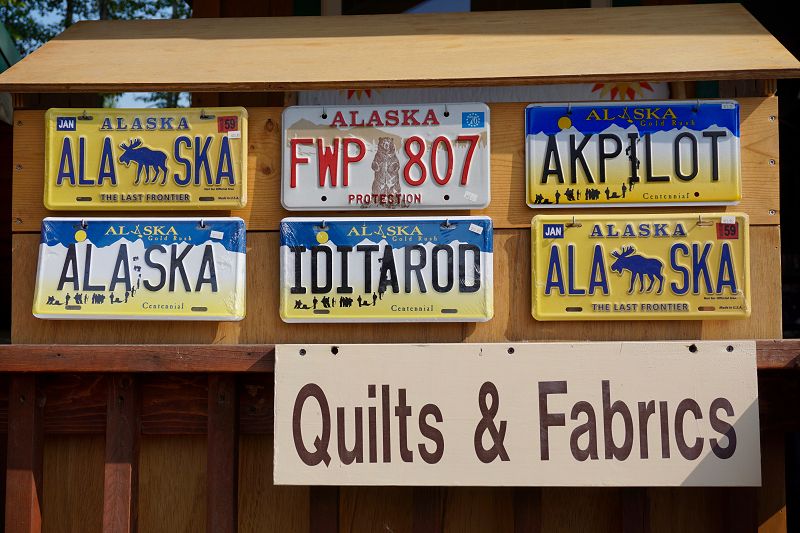 ALASKA
JAN 59
ALA SKA
THE LAST FRONTIER
ALASKA
FWP 807
PROTECTION
ALASKA
Gold Rush
AKPILOT
Centennial
ALASKA
Gold Rush
ALASKA
Centennial
ALASKA
Gold Rush
IDITAROD
Centennial
ALASKA
JAN 59
ALA SKA
THE LAST FRONTIER
Quilts & Fabrics